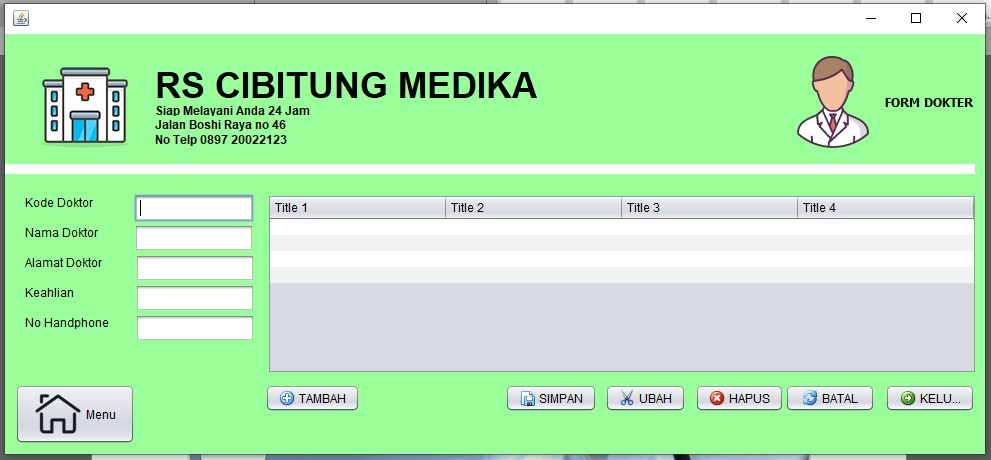 RS CIBITUNG MEDIKA
Siap Melayani Anda 24 Jam
Jalan Boshi Raya no 46
No Telp 0897 20022123
FORM DOKTER
Kode Doktor
Nama Doktor
Alamat Doktor
Keahlian
No Handphone
Title 1 Title 2 Title 3 Title 4
Menu
TAMBAH SIMPAN UBAH HAPUS BATAL KELU...